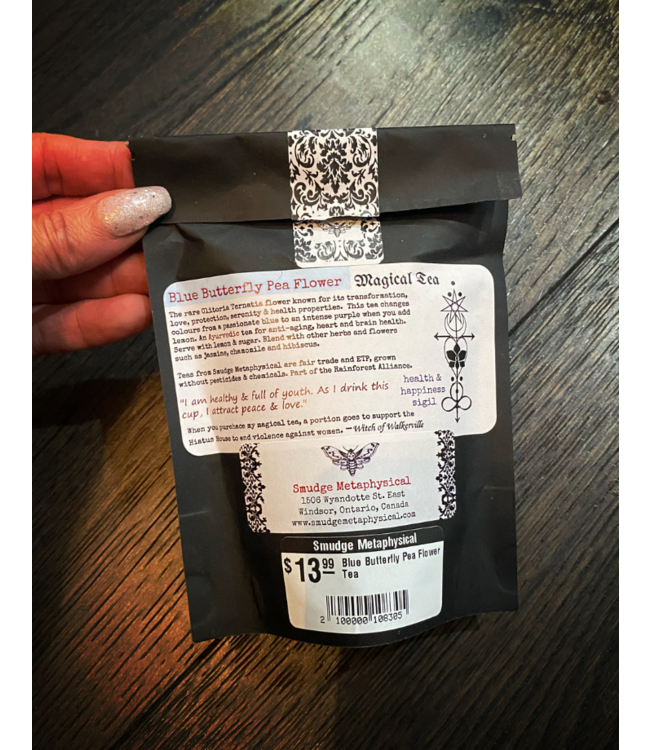 Blue Butterfly Pea Flower Magical Tea
The rare Clitoria Ternatia flower known for its transformation,
love, protection, serenity & health properties. This tea changes
colours from a passionate blue to an intense purple when you add
lemon. An Ayurvedic tea for anti-aging, heart and brain health.
Serve with lemon & sugar. Blend with other herbs and flowers
such as jasmine, chamomile and hibiscus.
Teas from Smudge Metaphysical are fair trade and ETP, grown
without pesticides & chemicals. Part of the Rainforest Alliance.
"I am healthy & full of youth. As I drink this
cup, I attract peace & love."
health &
happiness
sigil
When you purchase my magical tea, a portion goes to support the
Hiatus House to end violence against women. —Witch of Walkerville
Smudge Metaphysical
1506 Wyandotte St. East
Windsor, Ontario, Canada
www.smudgemetaphysical.com
Smudge Metaphysical
$13.99 Blue Butterfly Pea Flower
Tea
2 100000 108305